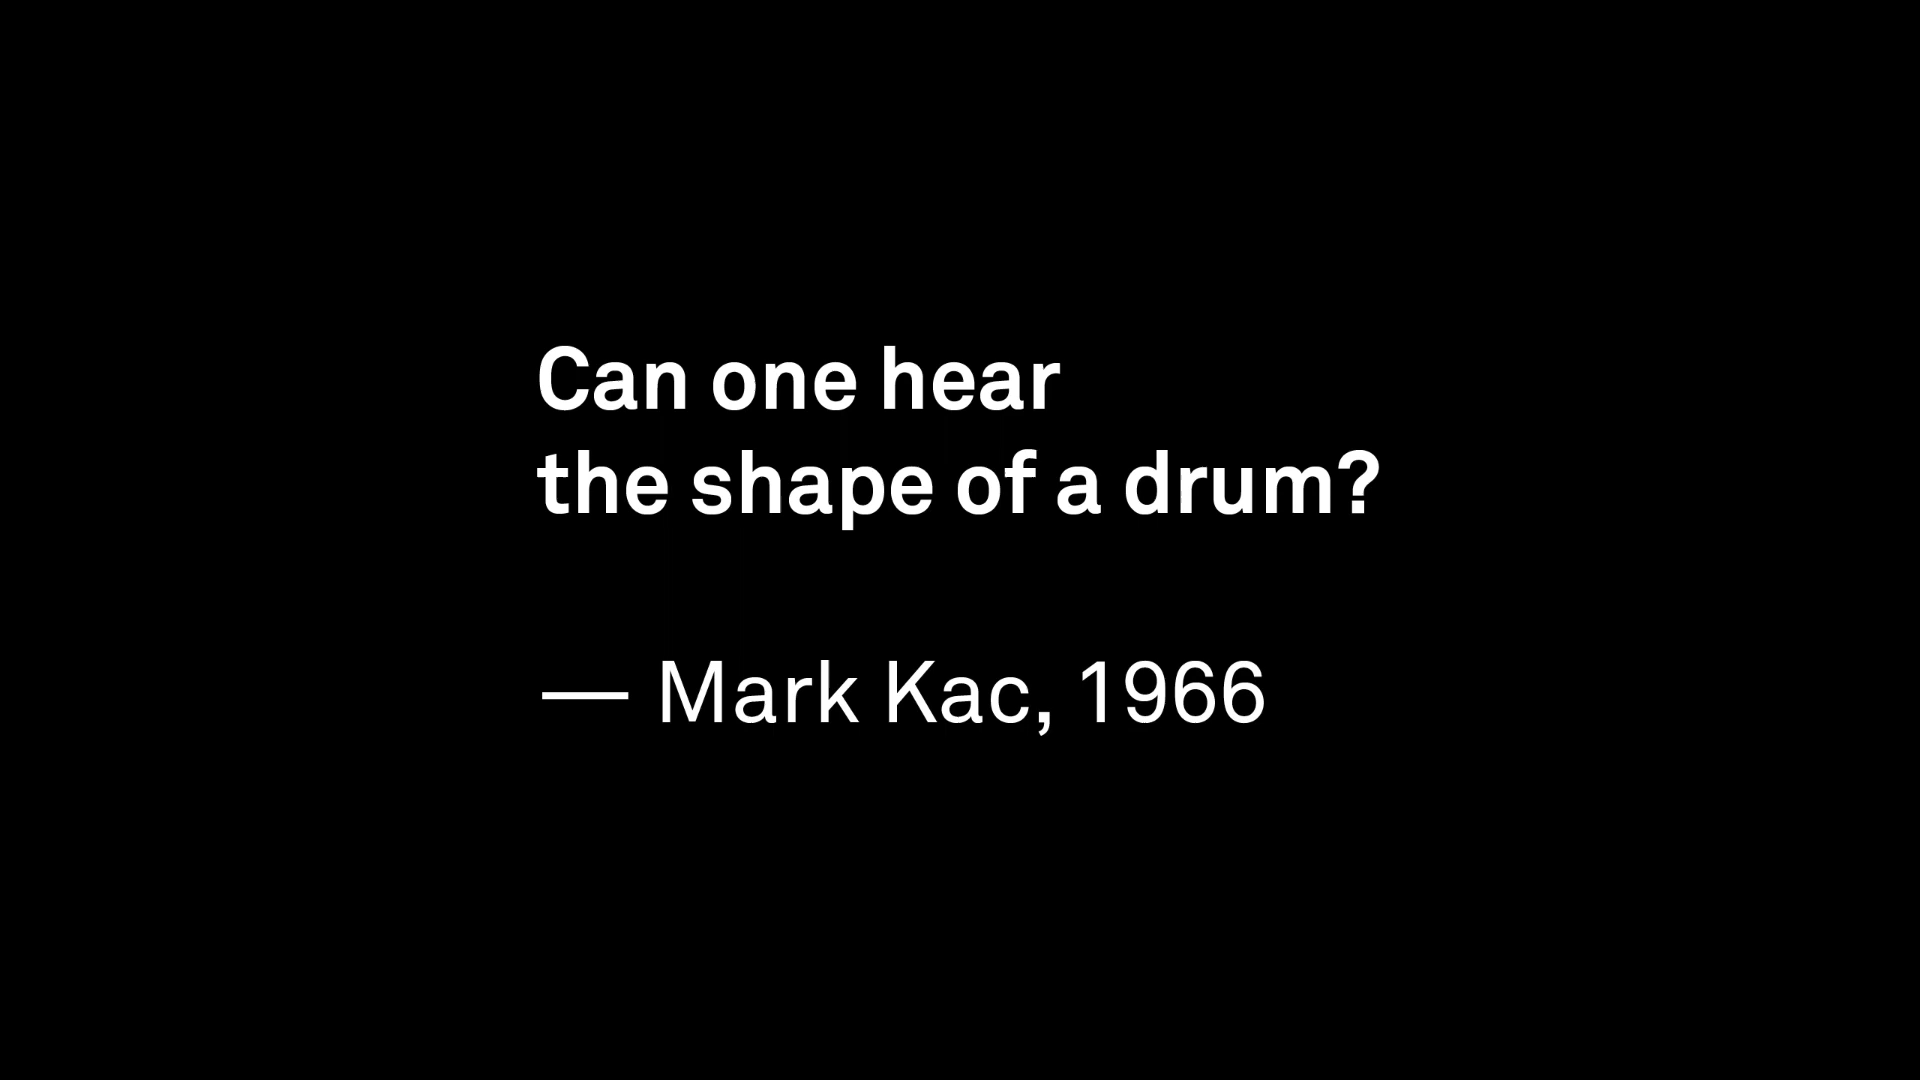 Can one hear
the shape of a drum?
— Mark Kac, 1966